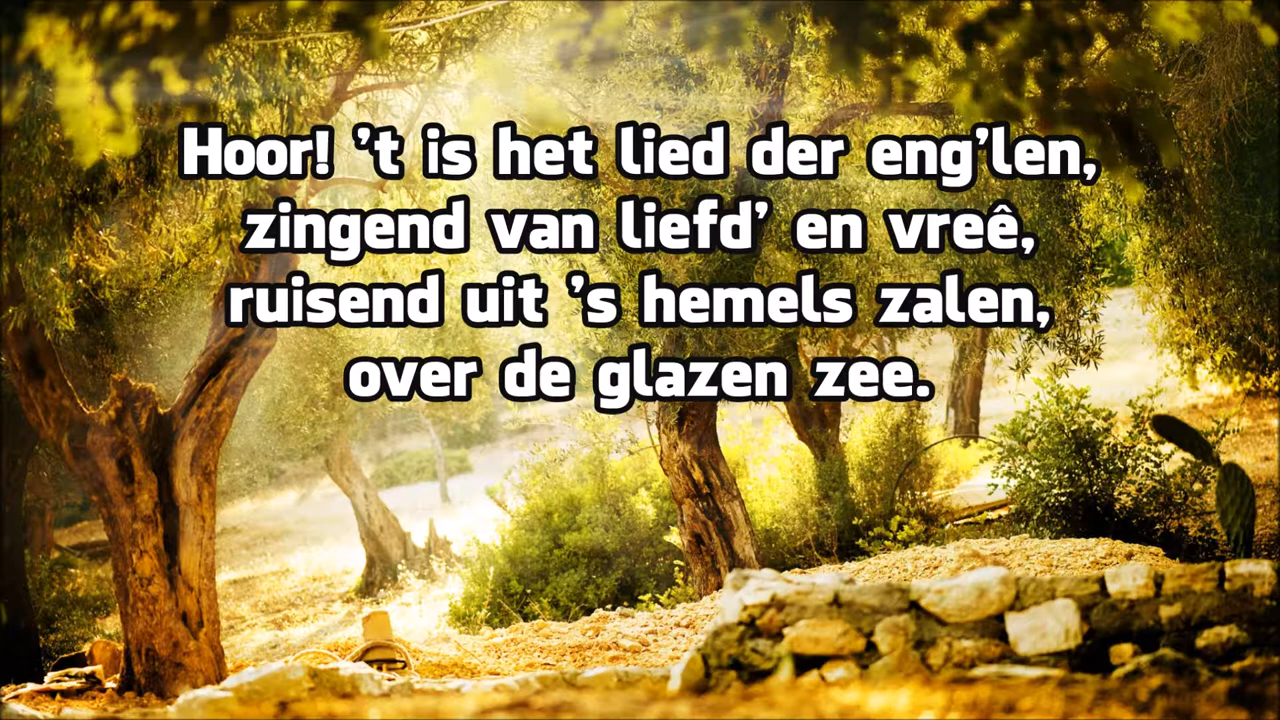 Hoor! ’t is het lied der eng’len,
zingend van liefd’ en vreê,
ruisend uit ’s hemels zalen,
over de glazen zee.